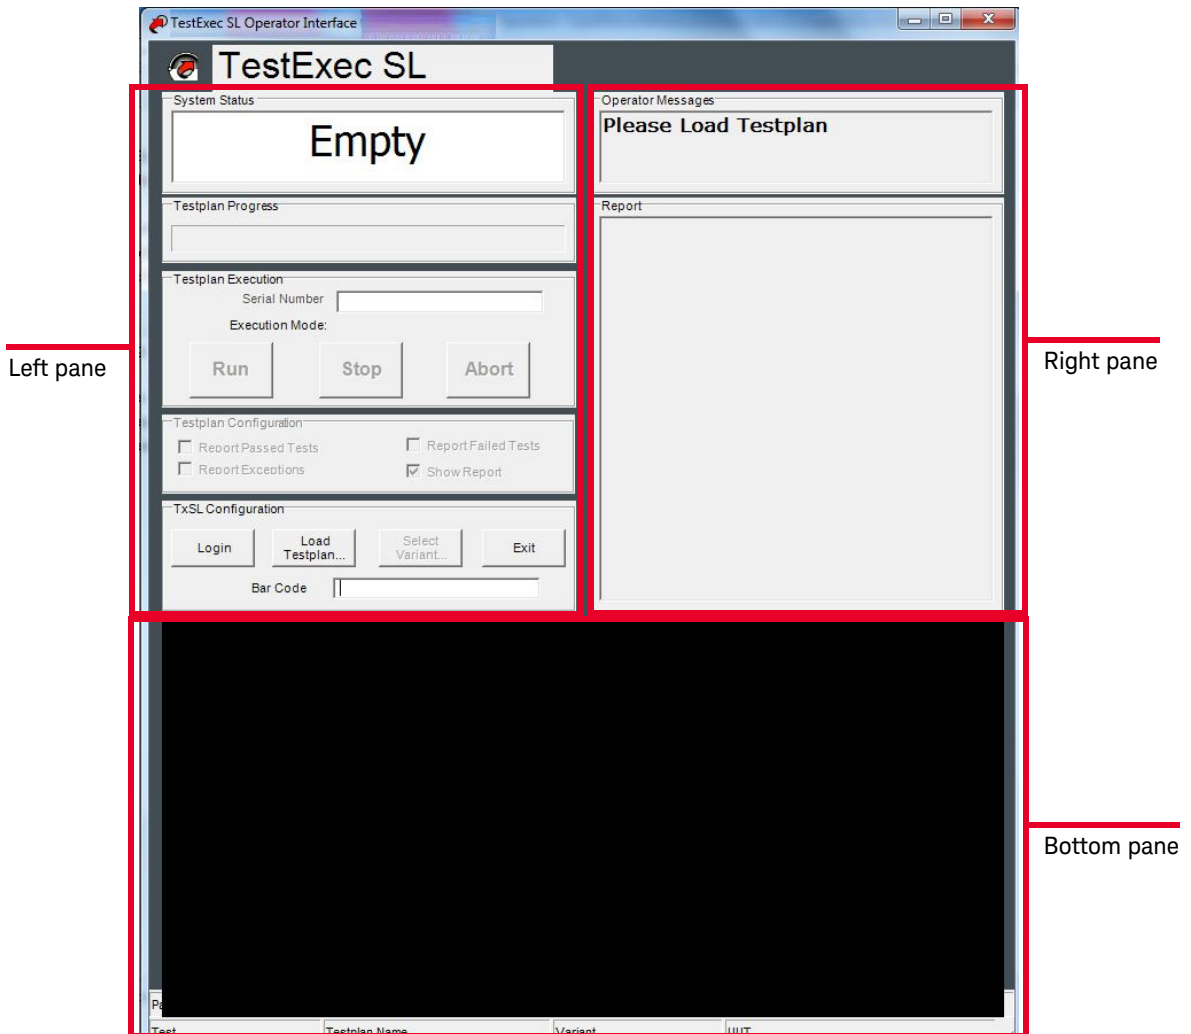 TestExec SL Operator Interface
TestExec SL
System Status
Empty
Testplan Progress
Testplan Execution
Serial Number
Execution Mode:
Run Stop Abort
Testplan Configuration
Report Passed Tests Report Failed Tests
Report Exceptions Show Report
TxSL Configuration
Login Load Testplan... Select Variant... Exit
Bar Code
Operator Messages
Please Load Testplan
Report
Left pane
Right pane
Bottom pane
Test Testplan Name Variant UUT